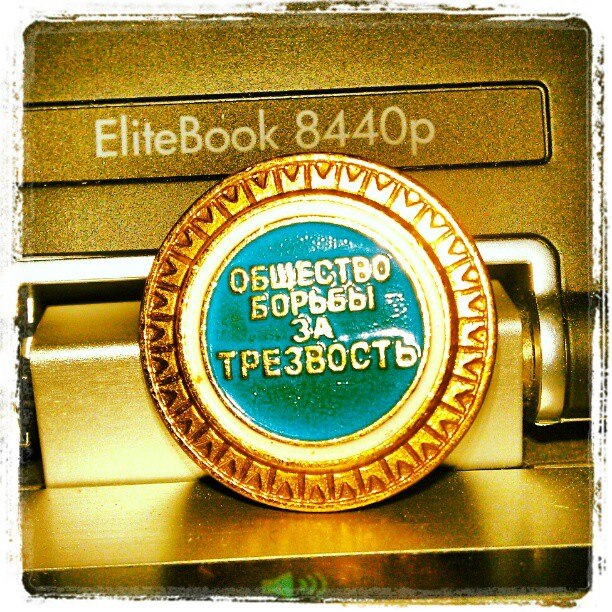 EliteBook 8440p
ОБЩЕСТВО
БОРЬБЫ
ЗА
ТРЕЗВОСТЬ